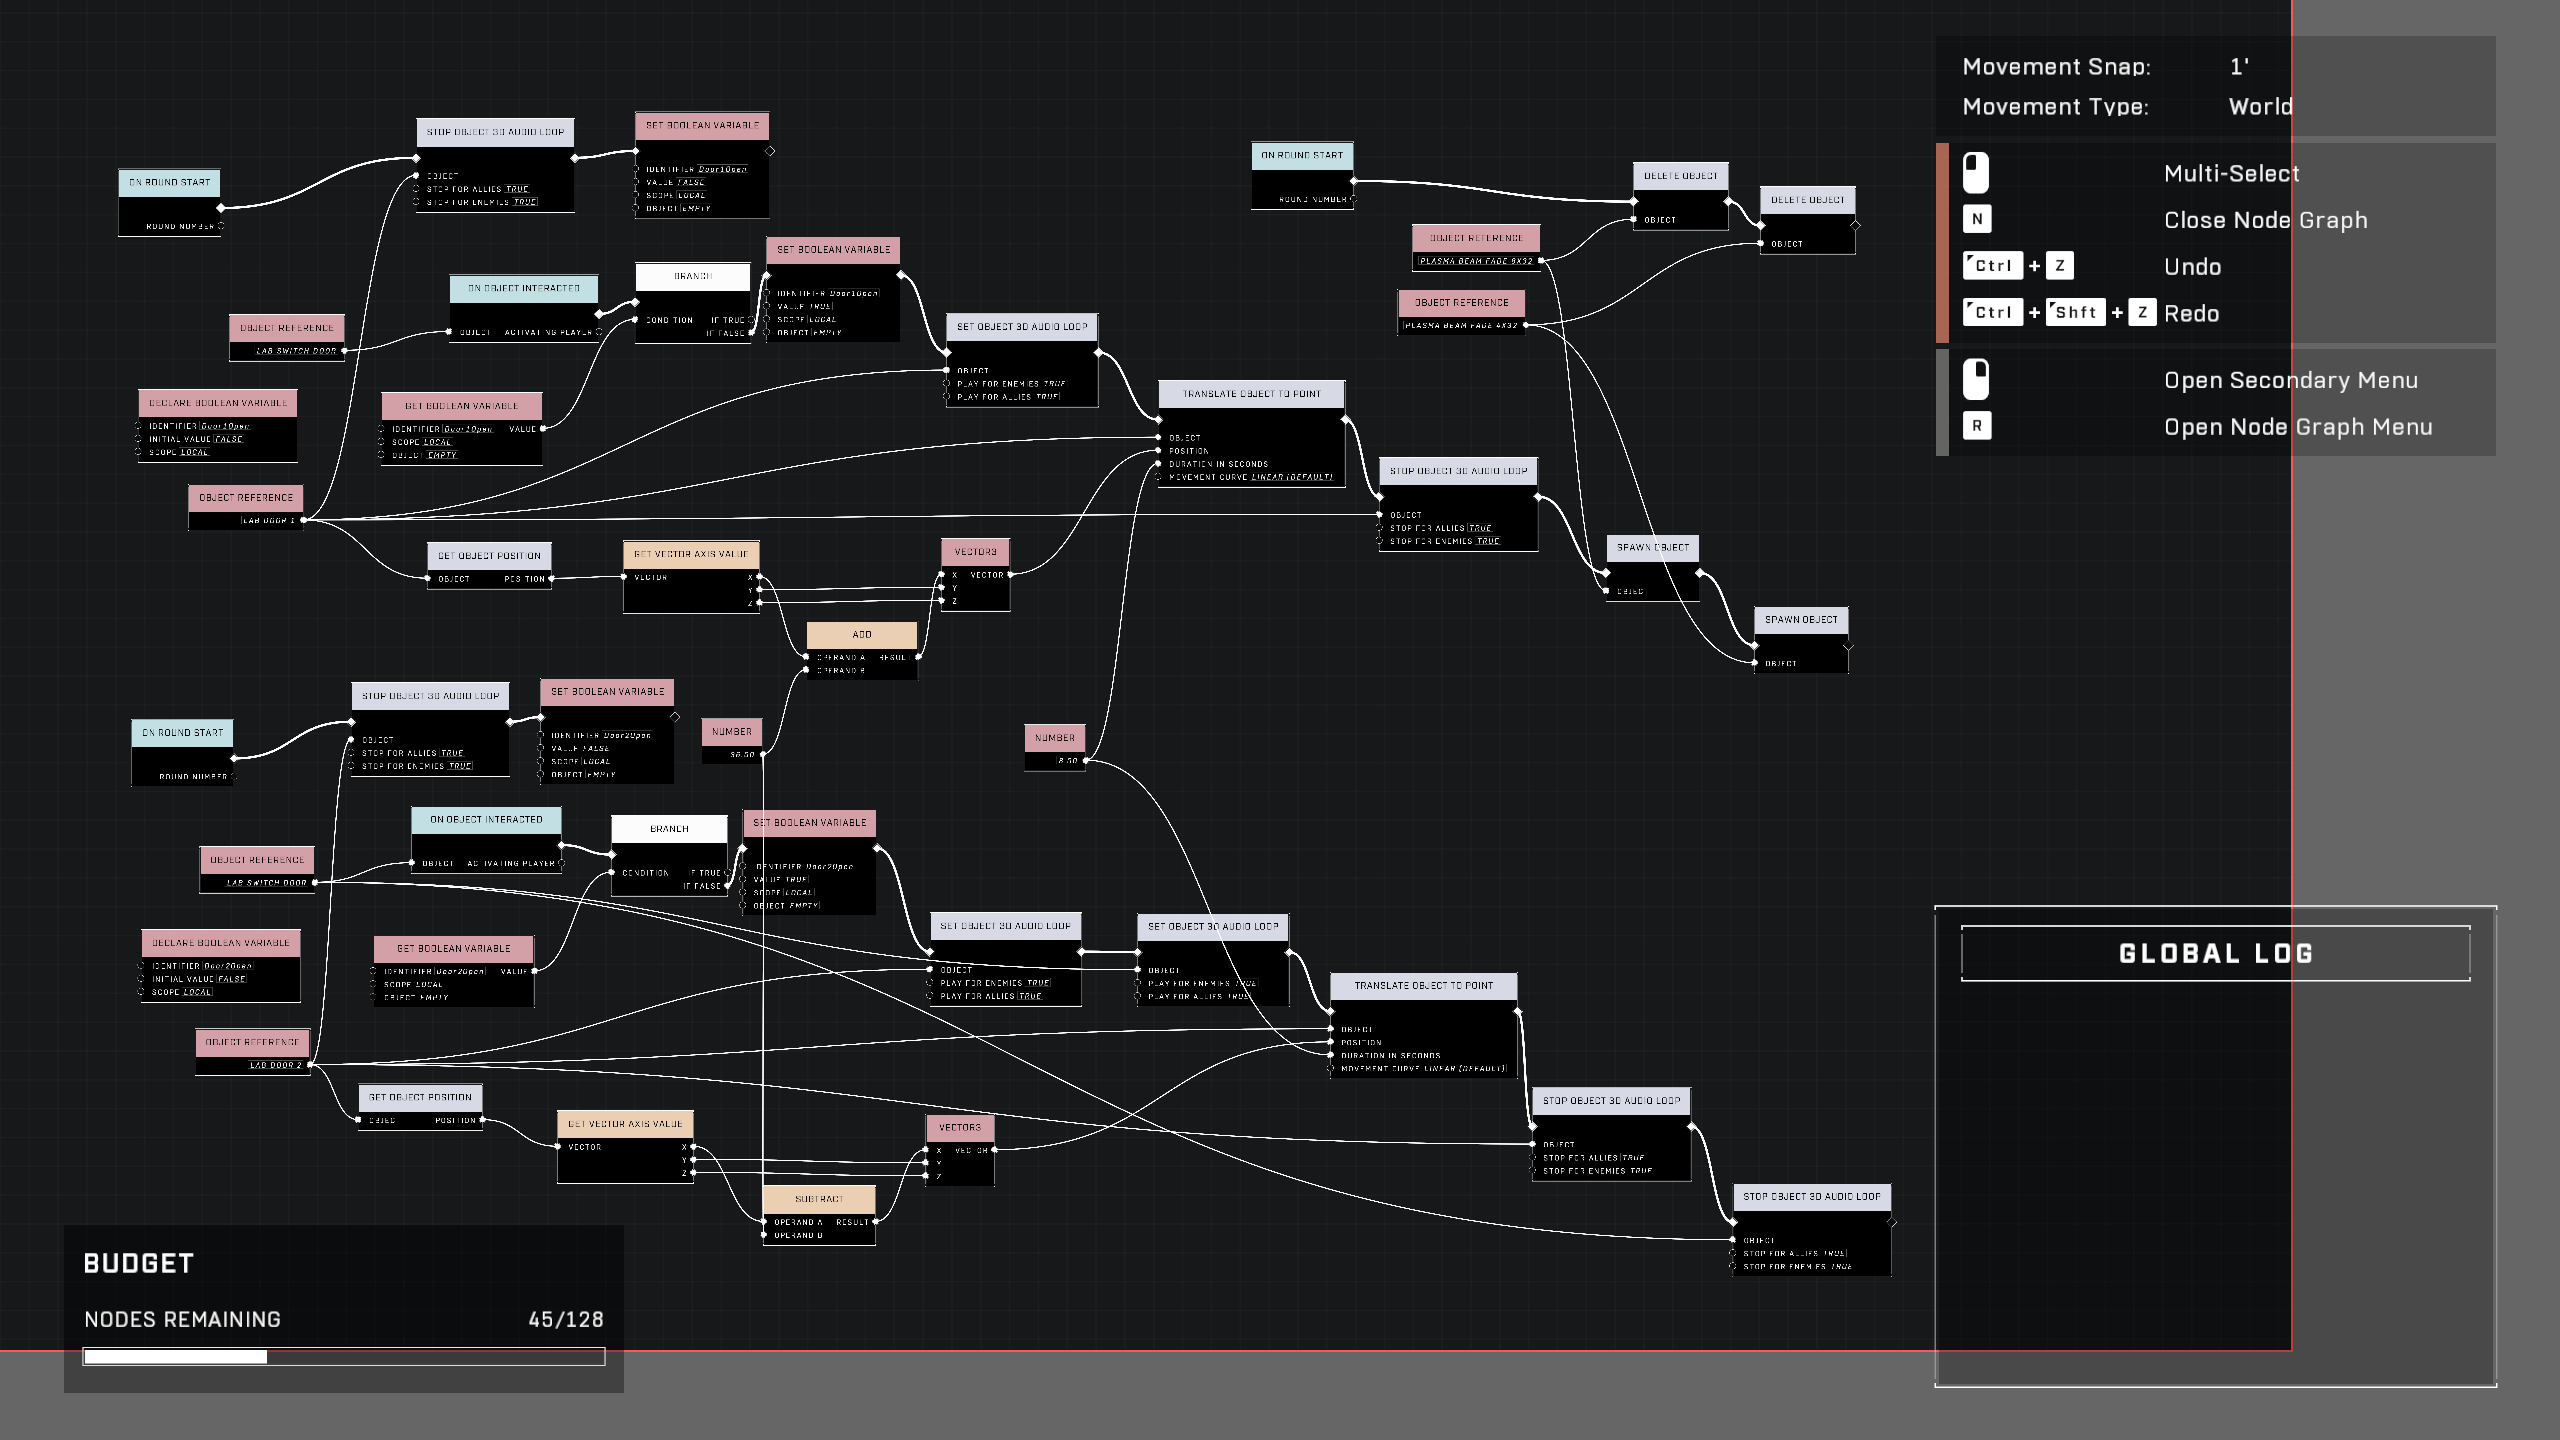 STOP OBJECT 3D AUDIO LOOP
SET BOOLEAN VARIABLE
IDENTIFIER Door1Open
VALUE FALSE
SCOPE LOCAL
OBJECT EMPTY
OBJECT
STOP FOR ALLIES TRUE
STOP FOR ENEMIES TRUE
ON ROUND START
ROUND NUMBER
ON ROUND START
ROUND NUMBER
DELETE OBJECT
OBJECT
DELETE OBJECT
OBJECT
OBJECT REFERENCE
PLASMA BEAM FADE 8X32
OBJECT REFERENCE
PLASMA BEAM FADE 4X32
SET BOOLEAN VARIABLE
IDENTIFIER Door1Open
VALUE TRUE
SCOPE LOCAL
OBJECT EMPTY
BRANCH
CONDITION IF TRUE
IF FALSE
ON OBJECT INTERACTED
OBJECT ACTIVATING PLAYER
OBJECT REFERENCE
LAB SWITCH DOOR
SET OBJECT 3D AUDIO LOOP
OBJECT
PLAY FOR ENEMIES TRUE
PLAY FOR ALLIES TRUE
DECLARE BOOLEAN VARIABLE
IDENTIFIER Door1Open
INITIAL VALUE FALSE
SCOPE LOCAL
GET BOOLEAN VARIABLE
IDENTIFIER Door1Open VALUE
SCOPE LOCAL
OBJECT EMPTY
TRANSLATE OBJECT TO POINT
OBJECT
POSITION
DURATION IN SECONDS
MOVEMENT CURVE LINEAR (DEFAULT)
STOP OBJECT 3D AUDIO LOOP
OBJECT
STOP FOR ALLIES TRUE
STOP FOR ENEMIES TRUE
OBJECT REFERENCE
LAB DOOR 1
GET OBJECT POSITION
OBJECT POSITION
GET VECTOR AXIS VALUE
VECTOR X
Y
Z
VECTOR3
X VECTOR
Y
Z
SPAWN OBJECT
OBJECT
SPAWN OBJECT
OBJECT
ADD
OPERAND A RESULT
OPERAND B
STOP OBJECT 3D AUDIO LOOP
OBJECT
STOP FOR ALLIES TRUE
STOP FOR ENEMIES TRUE
SET BOOLEAN VARIABLE
IDENTIFIER Door2Open
VALUE FALSE
SCOPE LOCAL
OBJECT EMPTY
ON ROUND START
ROUND NUMBER
NUMBER
NUMBER
8.00
ON OBJECT INTERACTED
OBJECT ACTIVATING PLAYER
BRANCH
CONDITION IF TRUE
IF FALSE
SET BOOLEAN VARIABLE
IDENTIFIER Door2Open
VALUE TRUE
SCOPE LOCAL
OBJECT EMPTY
OBJECT REFERENCE
LAB SWITCH DOOR
DECLARE BOOLEAN VARIABLE
IDENTIFIER Door2Open
INITIAL VALUE FALSE
SCOPE LOCAL
GET BOOLEAN VARIABLE
IDENTIFIER Door2Open VALUE
SCOPE LOCAL
OBJECT EMPTY
SET OBJECT 3D AUDIO LOOP
OBJECT
PLAY FOR ENEMIES TRUE
PLAY FOR ALLIES TRUE
SET OBJECT 3D AUDIO LOOP
OBJECT
PLAY FOR ENEMIES TRUE
PLAY FOR ALLIES TRUE
TRANSLATE OBJECT TO POINT
OBJECT
POSITION
DURATION IN SECONDS
MOVEMENT CURVE LINEAR (DEFAULT)
OBJECT REFERENCE
LAB DOOR 2
GET OBJECT POSITION
OBJECT POSITION
GET VECTOR AXIS VALUE
VECTOR X
Y
Z
VECTOR3
X VECTOR
Y
Z
SUBTRACT
OPERAND A RESULT
OPERAND B
STOP OBJECT 3D AUDIO LOOP
OBJECT
STOP FOR ALLIES TRUE
STOP FOR ENEMIES TRUE
STOP OBJECT 3D AUDIO LOOP
OBJECT
STOP FOR ALLIES TRUE
STOP FOR ENEMIES TRUE
Movement Snap: 1'
Movement Type: World
Multi-Select
N Close Node Graph
Ctrl + Z Undo
Ctrl + Shft + Z Redo
Open Secondary Menu
R Open Node Graph Menu
GLOBAL LOG
BUDGET
NODES REMAINING 45/128